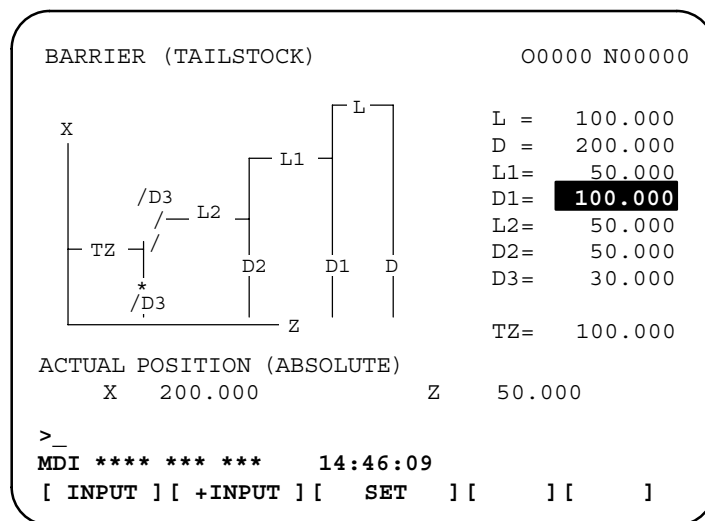 BARRIER (TAILSTOCK) O0000 N00000
L
X
L1
/D3
L2
/
/
TZ
D2 D1 D
*
/D3
Z
L = 100.000
D = 200.000
L1= 50.000
D1= 100.000
L2= 50.000
D2= 50.000
D3= 30.000
TZ= 100.000
ACTUAL POSITION (ABSOLUTE)
X 200.000 Z 50.000
>_
MDI **** *** *** 14:46:09
[ INPUT ][ +INPUT ][ SET ][ ][ ]